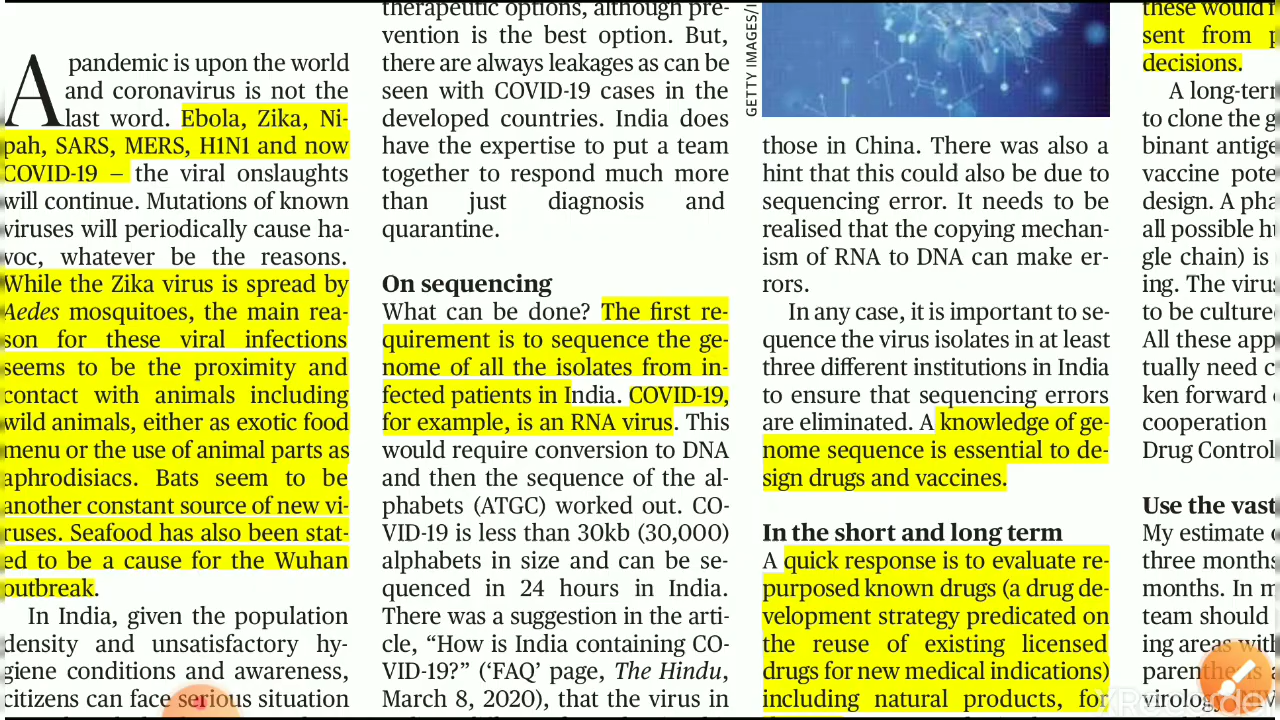 A pandemic is upon the world
and coronavirus is not the
last word. Ebola, Zika, Ni-
pah, SARS, MERS, H1N1 and now
COVID-19 – the viral onslaughts
will continue. Mutations of known
viruses will periodically cause ha-
voc, whatever be the reasons.
While the Zika virus is spread by
Aedes mosquitoes, the main rea-
son for these viral infections
seems to be the proximity and
contact with animals including
wild animals, either as exotic food
menu or the use of animal parts as
aphrodisiacs. Bats seem to be
another constant source of new vi-
ruses. Seafood has also been stat-
ed to be a cause for the Wuhan
outbreak.
In India, given the population
density and unsatisfactory hy-
giene conditions and awareness,
citizens can face serious situation
therapeutic options, although pre-
vention is the best option. But,
there are always leakages as can be
seen with COVID-19 cases in the
developed countries. India does
have the expertise to put a team
together to respond much more
than just diagnosis and
quarantine.
On sequencing
What can be done? The first re-
quirement is to sequence the ge-
nome of all the isolates from in-
fected patients in India. COVID-19,
for example, is an RNA virus. This
would require conversion to DNA
and then the sequence of the al-
phabets (ATGC) worked out. CO-
VID-19 is less than 30kb (30,000)
alphabets in size and can be se-
quenced in 24 hours in India.
There was a suggestion in the arti-
cle, “How is India containing CO-
VID-19?” (‘FAQ’ page, The Hindu,
March 8, 2020), that the virus in
GETTY IMAGES/I
those in China. There was also a
hint that this could also be due to
sequencing error. It needs to be
realised that the copying mechan-
ism of RNA to DNA can make er-
rors.
In any case, it is important to se-
quence the virus isolates in at least
three different institutions in India
to ensure that sequencing errors
are eliminated. A knowledge of ge-
nome sequence is essential to de-
sign drugs and vaccines.
In the short and long term
A quick response is to evaluate re-
purposed known drugs (a drug de-
velopment strategy predicated on
the reuse of existing licensed
drugs for new medical indications)
including natural products, for
these would
sent from
decisions.
A long-term
to clone the g
binant antige
vaccine pote
design. A pha
all possible hu
gle chain) is
ing. The virus
to be culture
All these app
tually need c
ken forward
cooperation
Drug Control
Use the vast
My estimate
three months
months. In m
team should
ing areas with
virology